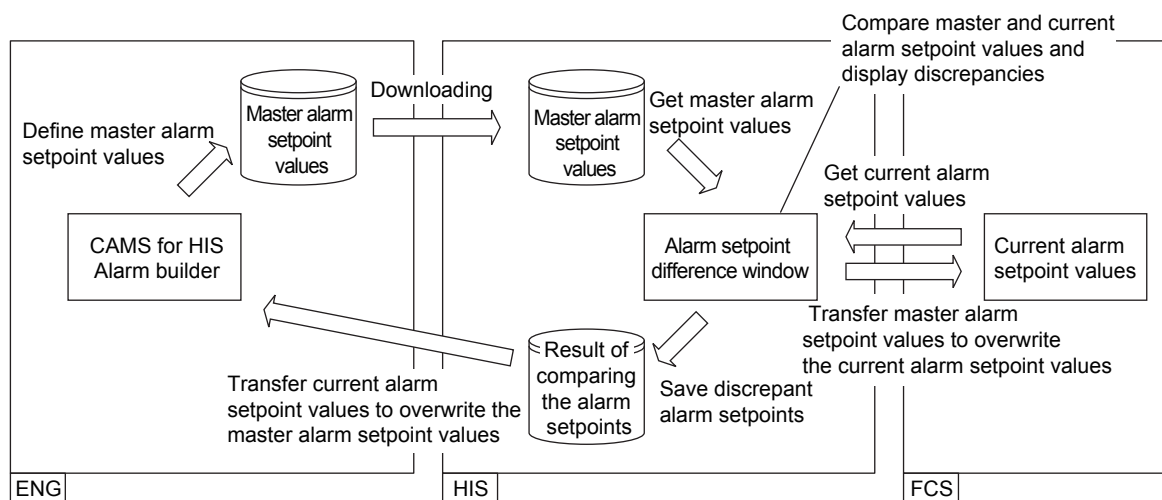 Compare master and current
alarm setpoint values and
display discrepancies
Define master alarm
setpoint values
Master alarm
setpoint
values
Downloading
Master alarm
setpoint
values
Get master alarm
setpoint values
Get current alarm
setpoint values
CAMS for HIS
Alarm builder
Alarm setpoint
difference window
Current alarm
setpoint values
Transfer master alarm
setpoint values to overwrite
the current alarm setpoint values
Transfer current alarm
setpoint values to overwrite the
master alarm setpoint values
Result of
comparing
the alarm
setpoints
Save discrepant
alarm setpoints
ENG
HIS
FCS